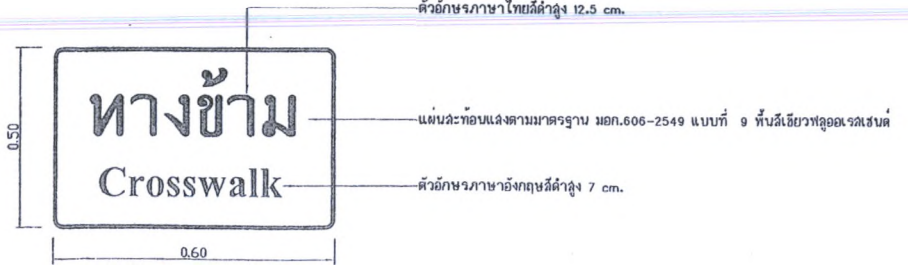 ตัวอักษรภาษาไทยสีดำสูง 12.5 cm.
ทางข้าม
แผ่นสะท้อนแสงตามมาตรฐาน มอก.606-2549 แบบที่ 9 พื้นสีเขียวฟลูออเรสเซนต์
0.50
Crosswalk
ตัวอักษรภาษาอังกฤษสีดำสูง 7 cm.
0.60